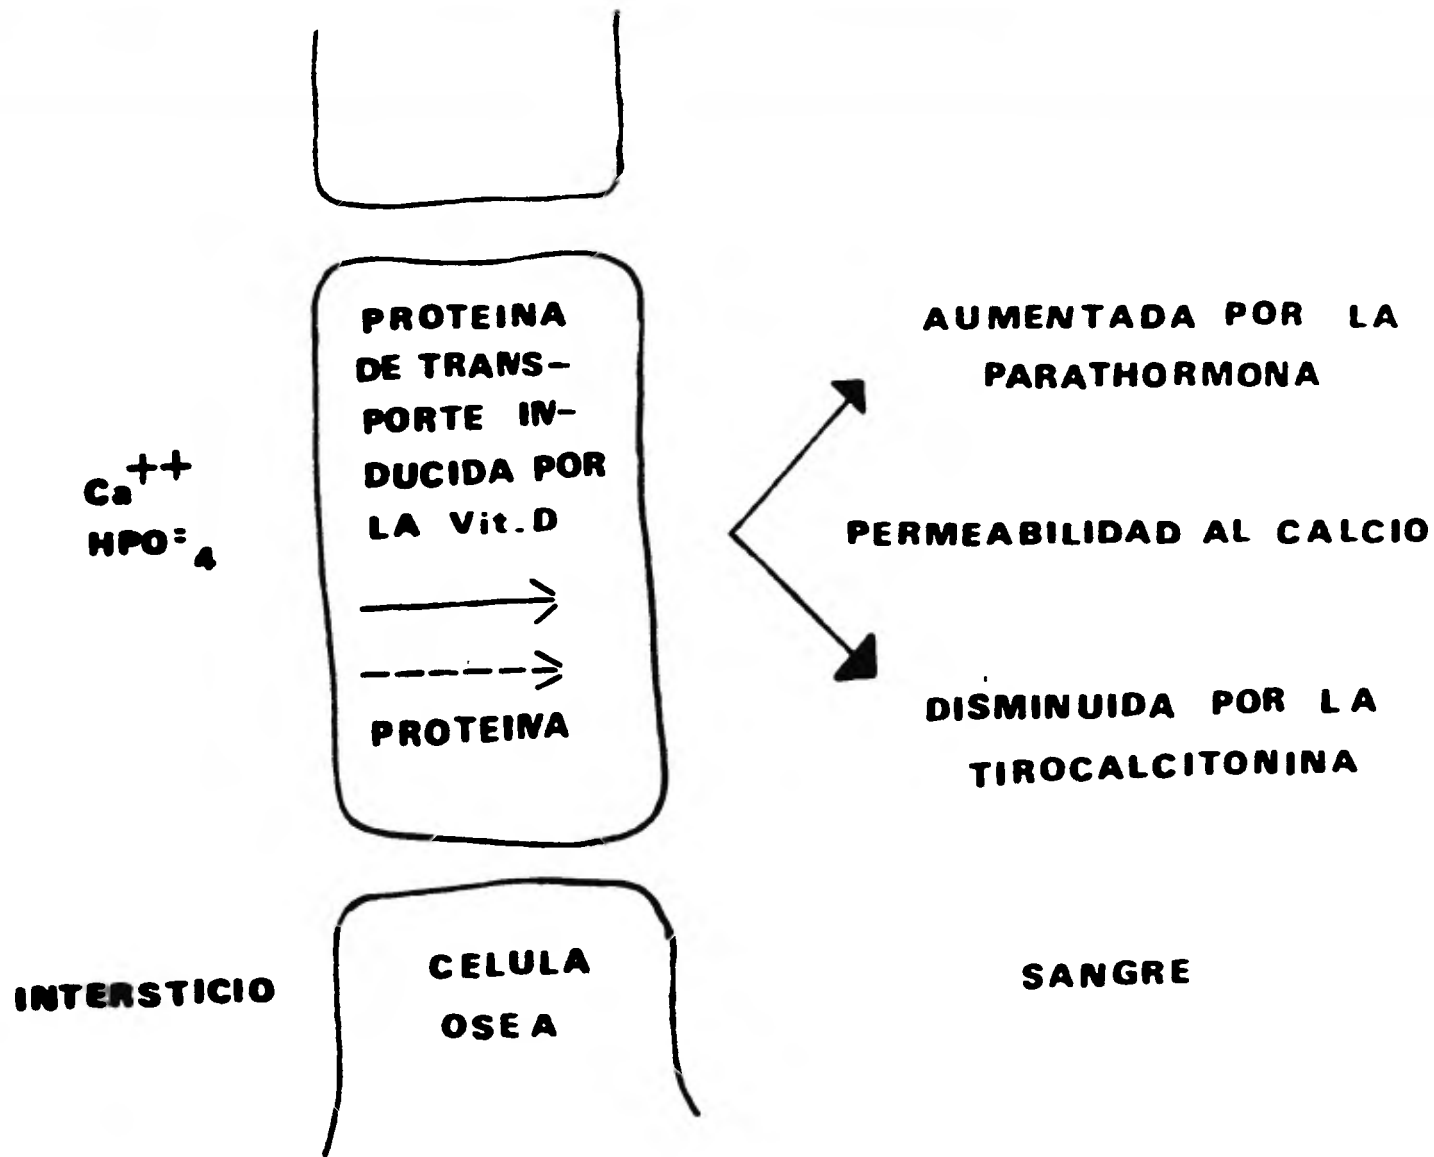 PROTEINA
DE TRANS-
PORTE IN-
DUCIDA POR
LA Vit.D
PROTEINA
Ca++
HPO=4
AUMENTADA POR LA
PARATHORMONA
PERMEABILIDAD AL CALCIO
DISMINUIDA POR LA
TIROCALCITONINA
INTERSTICIO
CELULA
OSEA
SANGRE